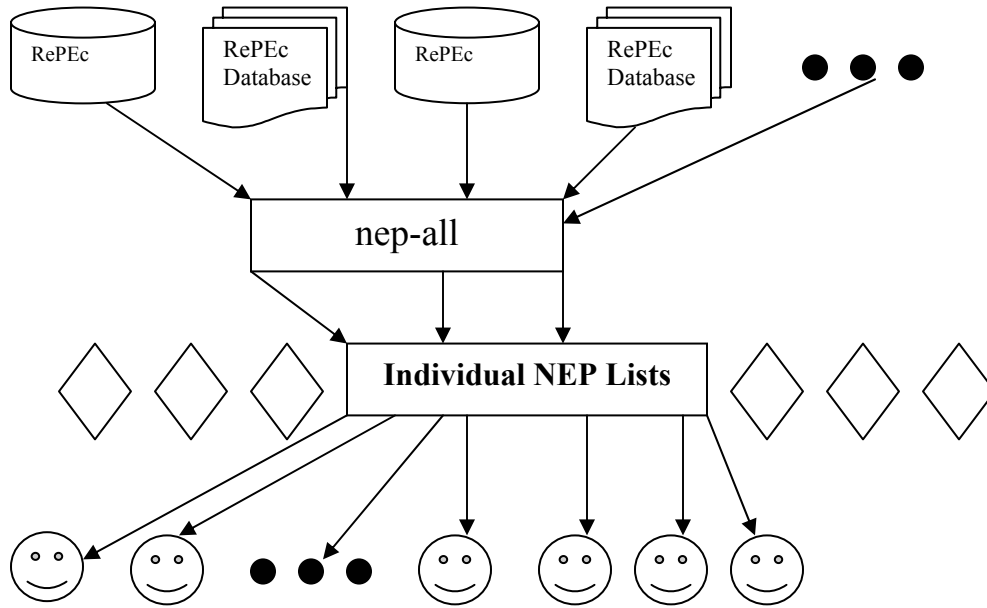 RePEc
RePEc
Database
RePEc
RePEc
Database
nep-all
Individual NEP Lists